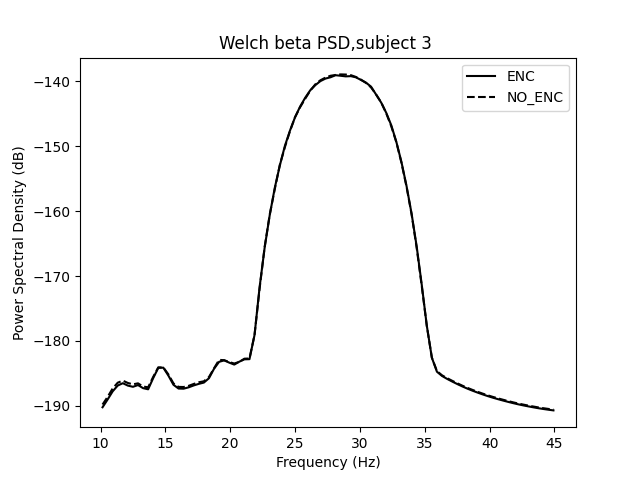 Welch beta PSD,subject 3
ENC
NO_ENC
−140
−150
−160
−170
−180
−190
Power Spectral Density (dB)
10 15 20 25 30 35 40 45
Frequency (Hz)